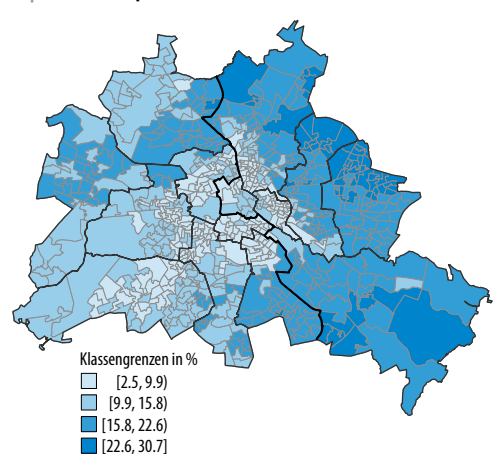 Klassengrenzen in %
[2.5, 9.9)
[9.9, 15.8)
[15.8, 22.6)
[22.6, 30.7]